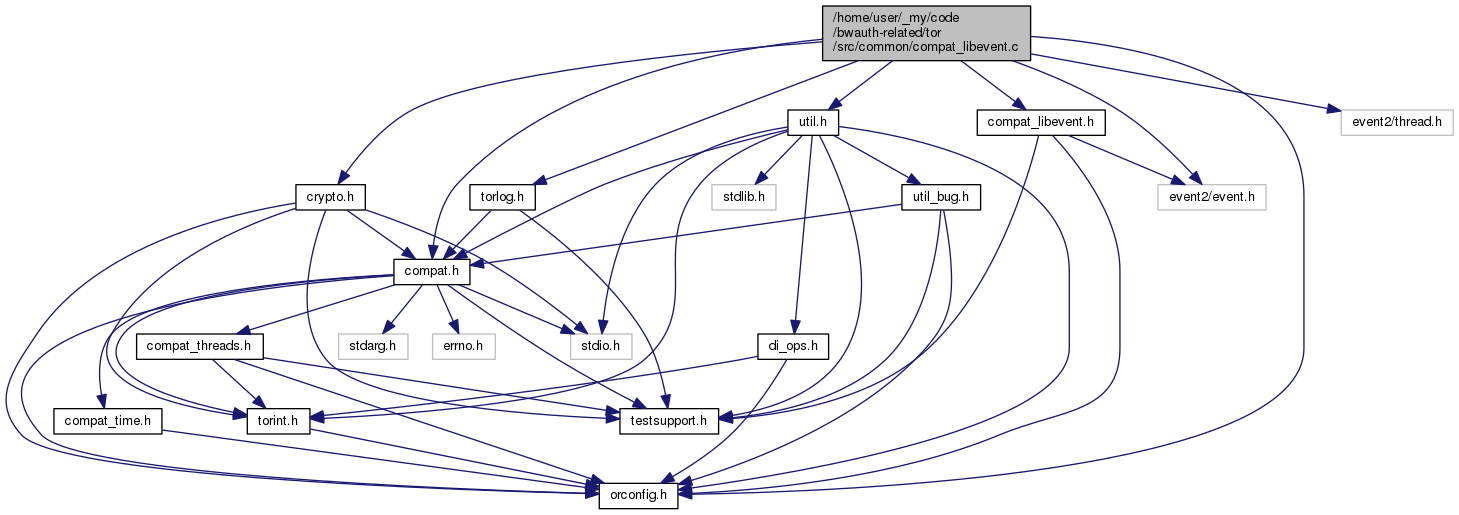 /home/user/_my/code
/bwauth-related/tor
/src/common/compat_libevent.c
util.h
compat_libevent.h
event2/thread.h
crypto.h
torlog.h
stdlib.h
util_bug.h
event2/event.h
compat.h
compat_threads.h
stdarg.h
errno.h
stdio.h
di_ops.h
compat_time.h
torint.h
testsupport.h
orconfig.h